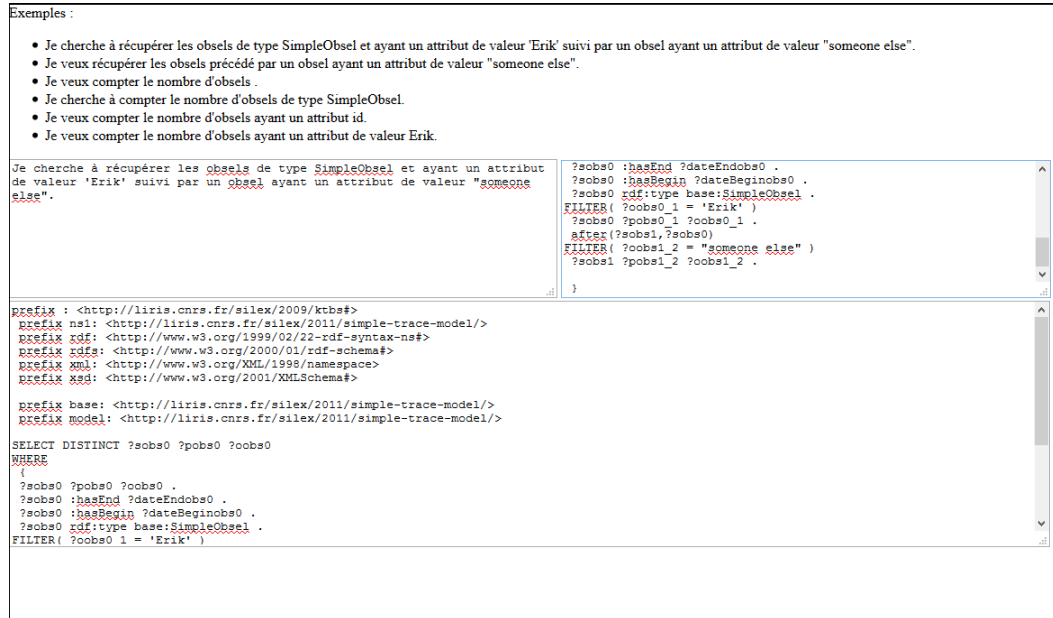 Exemples :
• Je cherche à récupérer les obsels de type SimpleObsel et ayant un attribut de valeur 'Erik' suivi par un obsel ayant un attribut de valeur "someone else".
• Je veux récupérer les obsels précédé par un obsel ayant un attribut de valeur "someone else".
• Je veux compter le nombre d'obsels .
• Je cherche à compter le nombre d'obsels de type SimpleObsel.
• Je veux compter le nombre d'obsels ayant un attribut id.
• Je veux compter le nombre d'obsels ayant un attribut de valeur Erik.
Je cherche à récupérer les obsels de type SimpleObsel et ayant un attribut
de valeur 'Erik' suivi par un obsel ayant un attribut de valeur "someone
else".
?sobs0 :hasEnd ?dateEndobs0 .
?sobs0 :hasBegin ?dateBeginobs0 .
?sobs0 rdf:type base:SimpleObsel .
FILTER( ?oobs0_1 = 'Erik' )
?sobs0 ?pobs0_1 ?oobs0_1 .
after(?sobs1,?sobs0)
FILTER( ?oobs1_2 = "someone else" )
?sobs1 ?pobs1_2 ?oobs1_2 .
}
prefix : <http://liris.cnrs.fr/silex/2009/ktbs#>
prefix ns1: <http://liris.cnrs.fr/silex/2011/simple-trace-model/>
prefix rdf: <http://www.w3.org/1999/02/22-rdf-syntax-ns#>
prefix rdfs: <http://www.w3.org/2000/01/rdf-schema#>
prefix xml: <http://www.w3.org/XML/1998/namespace>
prefix xsd: <http://www.w3.org/2001/XMLSchema#>
prefix base: <http://liris.cnrs.fr/silex/2011/simple-trace-model/>
prefix model: <http://liris.cnrs.fr/silex/2011/simple-trace-model/>
SELECT DISTINCT ?sobs0 ?pobs0 ?oobs0
WHERE
{
?sobs0 ?pobs0 ?oobs0 .
?sobs0 :hasEnd ?dateEndobs0 .
?sobs0 :hasBegin ?dateBeginobs0 .
?sobs0 rdf:type base:SimpleObsel .
FILTER( ?oobs0_1 = 'Erik' )